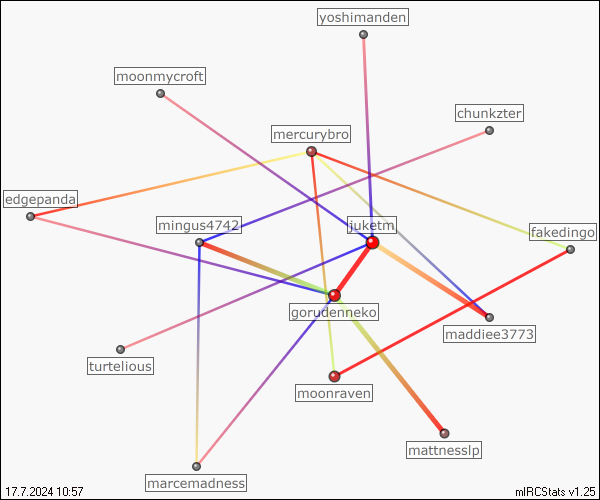 yoshimanden
moonmycroft
chunkzter
mercurybro
edgepanda
mingus4742
juketm
fakedingo
gorudenneko
maddiee3773
turtelious
moonraven
mattnesslp
marcemadness
17.7.2024 10:57
mIRCStats v1.25